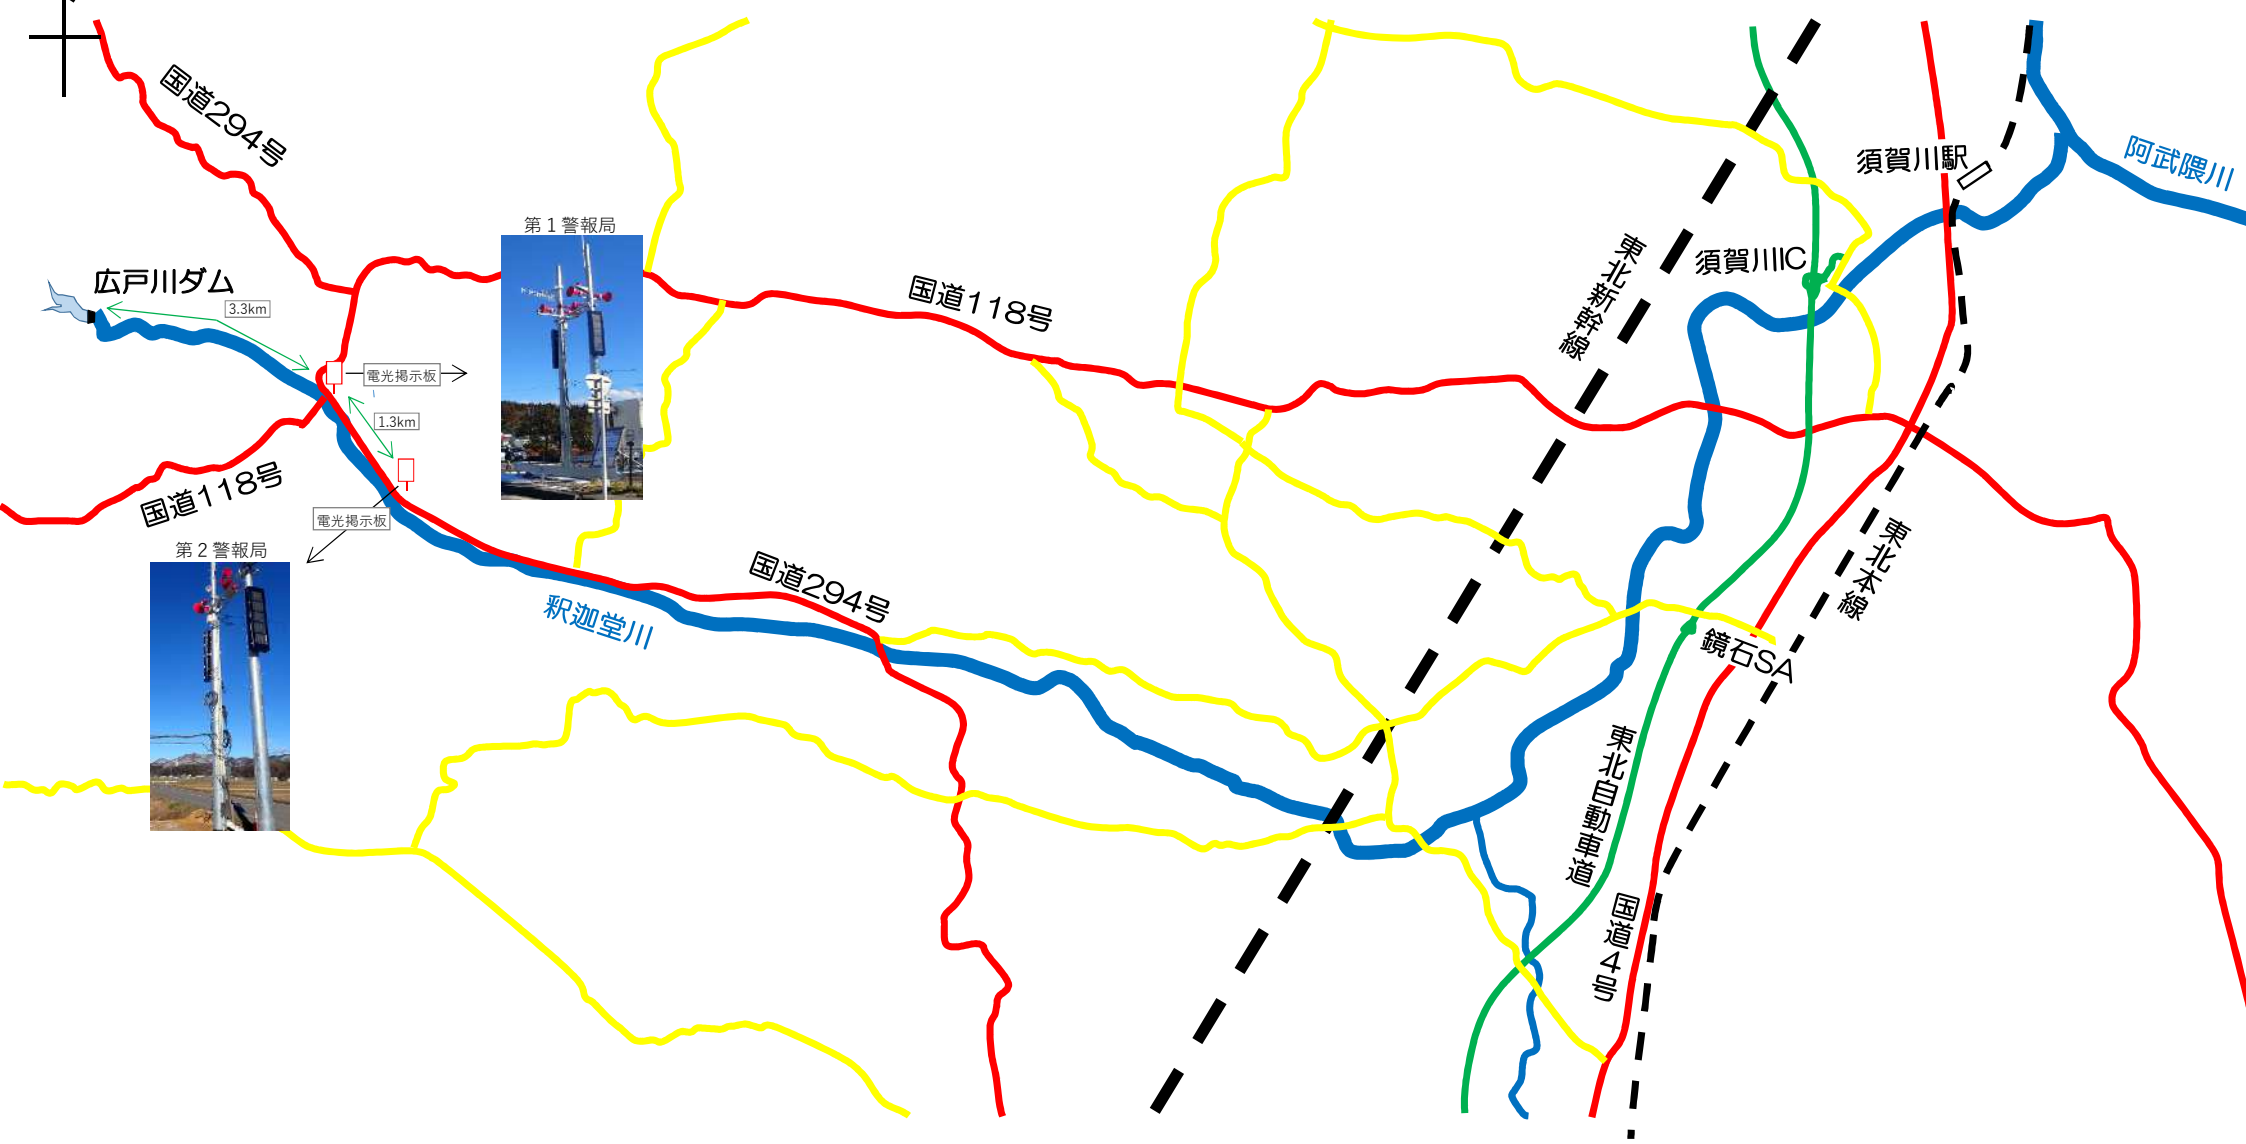 国道294号
須賀川駅
阿武隈川
第1警報局
東北新幹線
須賀川IC
広戸川ダム
3.3km
国道118号
電光掲示板
1.3km
国道118号
電光掲示板
第2警報局
国道294号
釈迦堂川
東北本線
鏡石SA
東北自動車道
国道4号